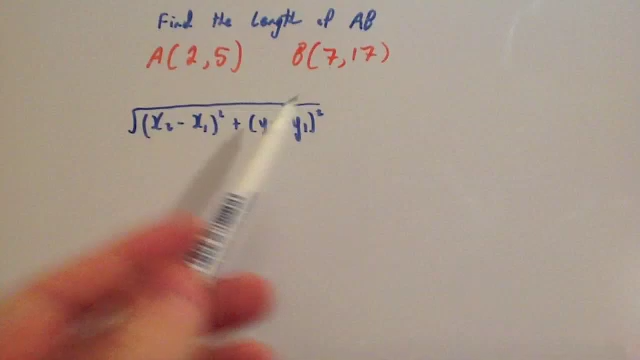 Find the length of AB
A(2,5) B(7,17)
√(x₂ - x₁)² + (y y₁)²